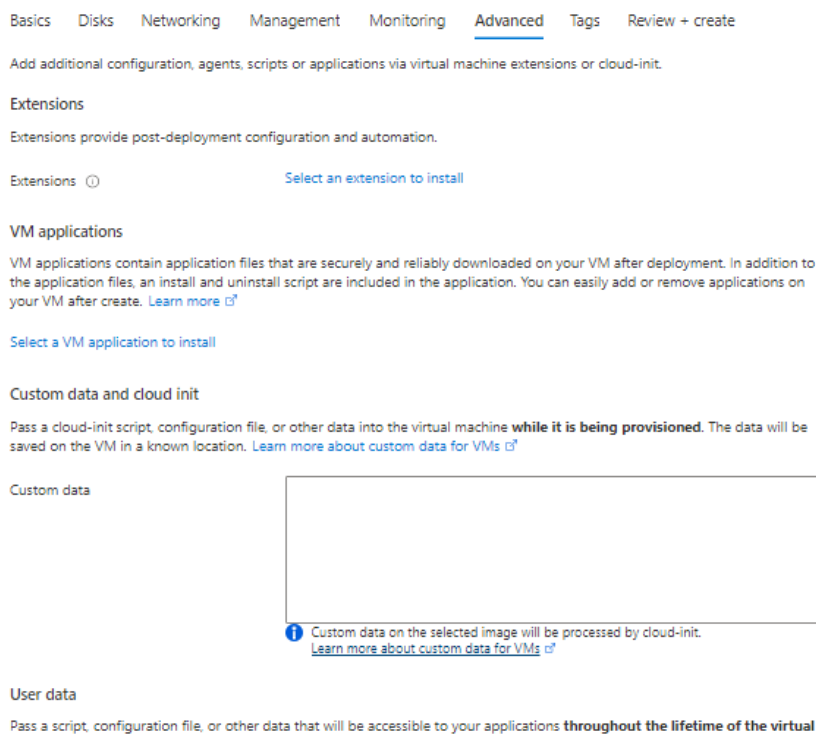 Basics Disks Networking Management Monitoring Advanced Tags Review + create
Add additional configuration, agents, scripts or applications via virtual machine extensions or cloud-init.
Extensions
Extensions provide post-deployment configuration and automation.
Extensions Select an extension to install
VM applications
VM applications contain application files that are securely and reliably downloaded on your VM after deployment. In addition to
the application files, an install and uninstall script are included in the application. You can easily add or remove applications on
your VM after create. Learn more
Select a VM application to install
Custom data and cloud init
Pass a cloud-init script, configuration file, or other data into the virtual machine while it is being provisioned. The data will be
saved on the VM in a known location. Learn more about custom data for VMs
Custom data
Custom data on the selected image will be processed by cloud-init.
Learn more about custom data for VMs
User data
Pass a script, configuration file, or other data that will be accessible to your applications throughout the lifetime of the virtual